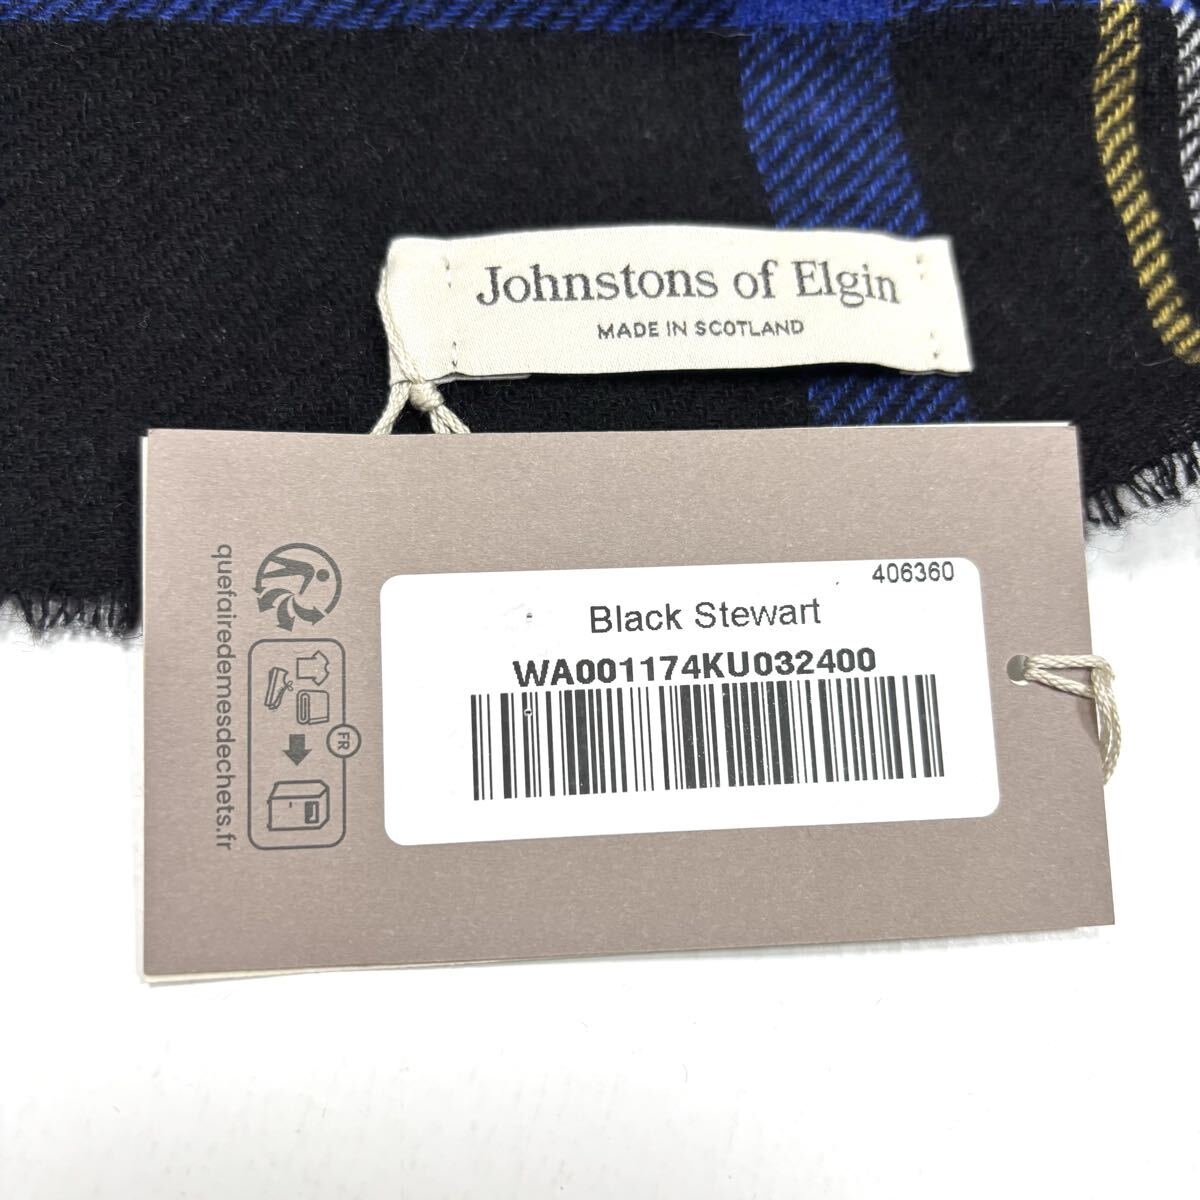 Johnstons of Elgin
MADE IN SCOTLAND
406360
Black Stewart
WA001174KU032400
quefairedemesdechets.fr
FR